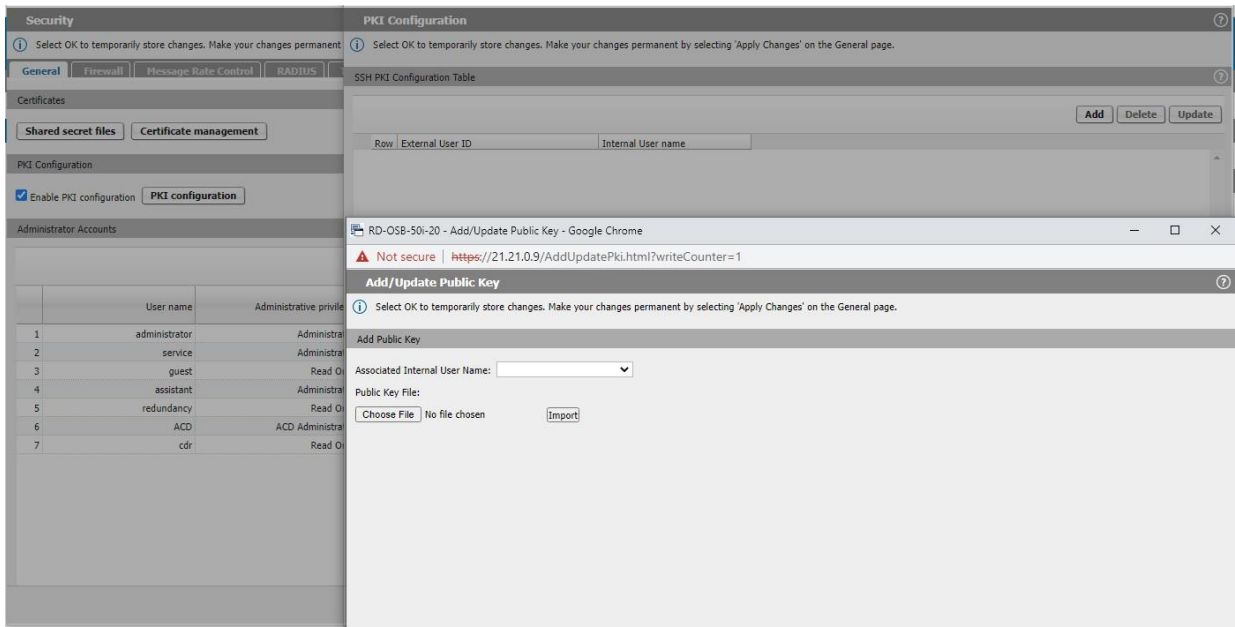 Security
Select OK to temporarily store changes. Make your changes permanent
General Firewall Message Rate Control RADIUS
Certificates
Shared secret files Certificate management
PKI Configuration
Enable PKI configuration PKI configuration
Administrator Accounts
User name Administrative privile
1 administrator Administra
2 service Administra
3 guest Read O
4 assistant Administra
5 redundancy Read O
6 ACD ACD Administra
7 cdr Read O
PKI Configuration
Select OK to temporarily store changes. Make your changes permanent by selecting 'Apply Changes' on the General page.
SSH PKI Configuration Table
Add Delete Update
Row External User ID Internal User name
RD-OSB-50i-20 - Add/Update Public Key - Google Chrome
Not secure | https://21.21.0.9/AddUpdatePki.html?writeCounter=1
Add/Update Public Key
Select OK to temporarily store changes. Make your changes permanent by selecting 'Apply Changes' on the General page.
Add Public Key
Associated Internal User Name:
Public Key File:
Choose File No file chosen Import